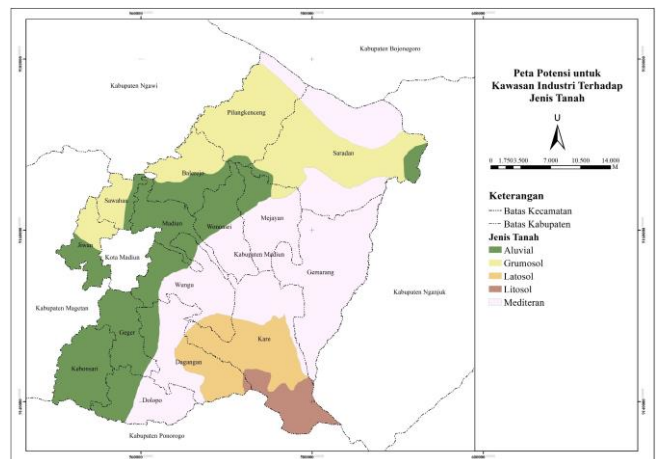 Peta Potensi untuk
Kawasan Industri Terhadap
Jenis Tanah
U
0 1.750 3.500 7.000 10.500 14.000
M
Keterangan
Batas Kecamatan
Batas Kabupaten
Jenis Tanah
Aluvial
Grumosol
Latosol
Litosol
Mediteran
Kabupaten Bojonegoro
Kabupaten Ngawi
Pilangkenceng
Saradan
Balerejo
Sawahan
Madiun
Wonoasri
Mejayan
Jiwan
Kota Madiun
Kabupaten Madiun
Gemarang
Wungu
Kabupaten Nganjuk
Kabupaten Magetan
Geger
Kare
Kebonsari
Dagangan
Dolopo
Kabupaten Ponorogo